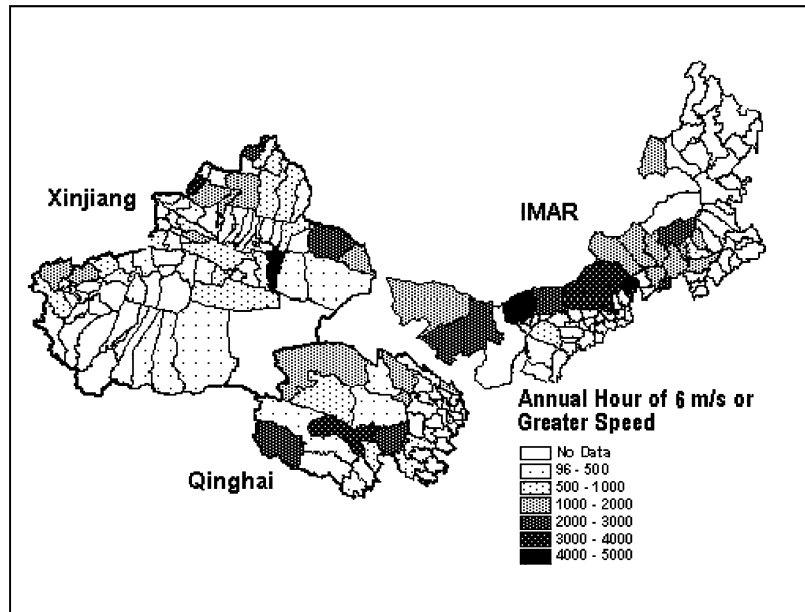 Xinjiang
IMAR
Qinghai
Annual Hour of 6 m/s or
Greater Speed
No Data
96 - 500
500 - 1000
1000 - 2000
2000 - 3000
3000 - 4000
4000 - 5000